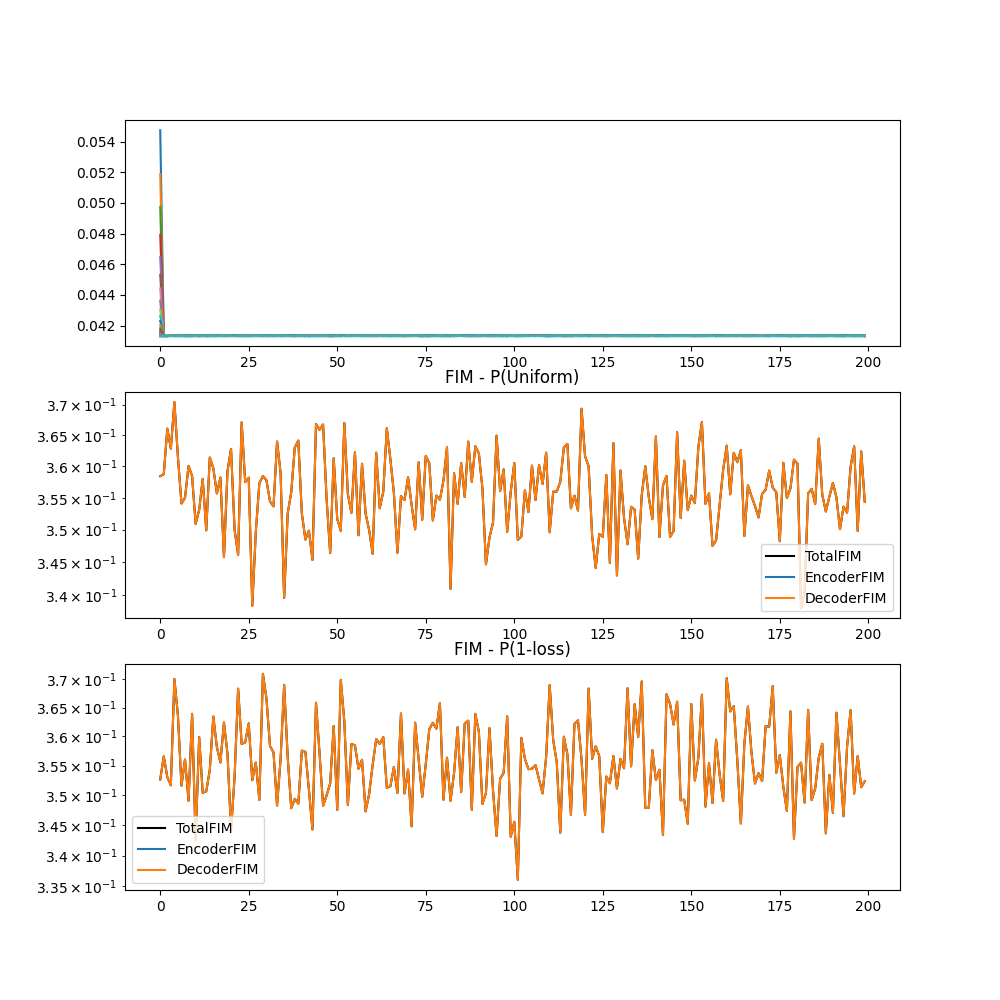 0.054
0.052
0.050
0.048
0.046
0.044
0.042
0 25 50 75 100 125 150 175 200
FIM - P(Uniform)
3.7 × 10⁻¹
3.65 × 10⁻¹
3.6 × 10⁻¹
3.55 × 10⁻¹
3.5 × 10⁻¹
3.45 × 10⁻¹
3.4 × 10⁻¹
TotalFIM
EncoderFIM
DecoderFIM
0 25 50 75 100 125 150 175 200
FIM - P(1-loss)
3.7 × 10⁻¹
3.65 × 10⁻¹
3.6 × 10⁻¹
3.55 × 10⁻¹
3.5 × 10⁻¹
3.45 × 10⁻¹
3.4 × 10⁻¹
3.35 × 10⁻¹
TotalFIM
EncoderFIM
DecoderFIM
0 25 50 75 100 125 150 175 200